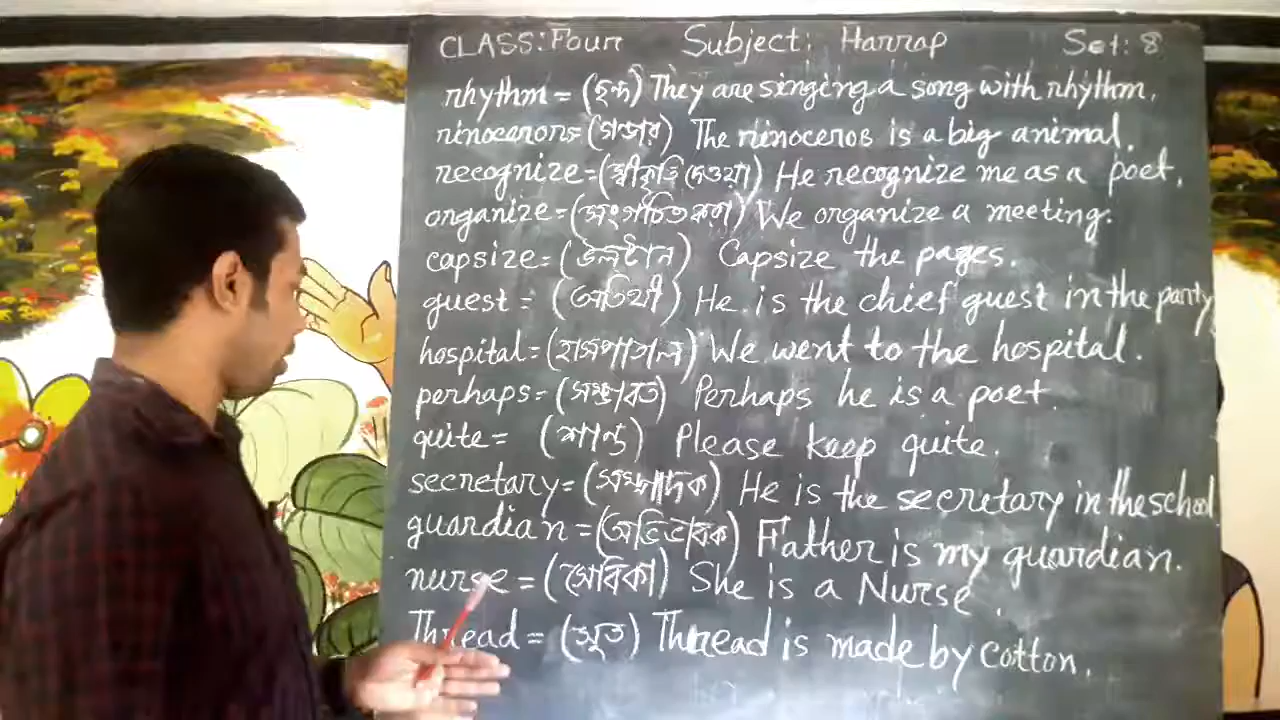 CLASS: Four Subject: Harrap Set: 8
rhythm = (ছন্দ) They are singing a song with rhythm.
rinocerors = (গন্ডার) The rinoceros is a big animal.
recognize = (স্বীকৃতি দেওয়া) He recognize me as a poet.
organize = (সংগঠিত করা) We organize a meeting.
capsize = (উলটান) Capsize the pages.
guest = (অতিথী) He is the chief guest in the party
hospital = (হাসপাতাল) We went to the hospital.
perhaps = (সম্ভবত) Perhaps he is a poet.
quite = (শান্ত) Please keep quite.
secretary = (সম্পাদক) He is the secretary in the school.
guardian = (অভিভাবক) Father is my guardian.
nurse = (সেবিকা) She is a Nurse.
Thread = (সূত) Thread is made by cotton.